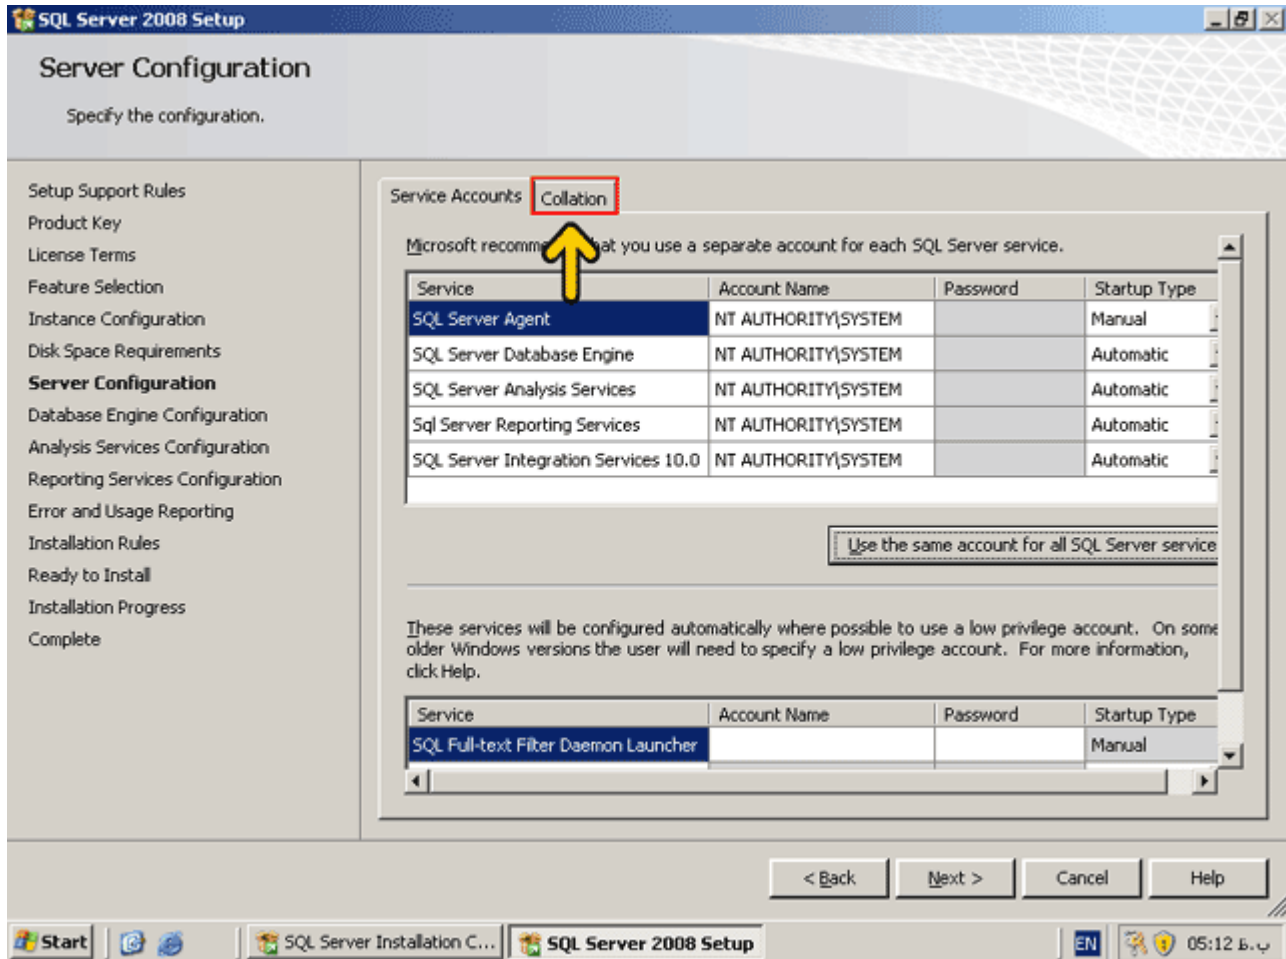 SQL Server 2008 Setup
Server Configuration
Specify the configuration.
Setup Support Rules
Product Key
License Terms
Feature Selection
Instance Configuration
Disk Space Requirements
Server Configuration
Database Engine Configuration
Analysis Services Configuration
Reporting Services Configuration
Error and Usage Reporting
Installation Rules
Ready to Install
Installation Progress
Complete
Service Accounts Collation
Microsoft recomm hat you use a separate account for each SQL Server service.
Service Account Name Password Startup Type
SQL Server Agent NT AUTHORITY\SYSTEM Manual
SQL Server Database Engine NT AUTHORITY\SYSTEM Automatic
SQL Server Analysis Services NT AUTHORITY\SYSTEM Automatic
Sql Server Reporting Services NT AUTHORITY\SYSTEM Automatic
SQL Server Integration Services 10.0 NT AUTHORITY\SYSTEM Automatic
Use the same account for all SQL Server service
These services will be configured automatically where possible to use a low privilege account. On some
older Windows versions the user will need to specify a low privilege account. For more information,
click Help.
Service Account Name Password Startup Type
SQL Full-text Filter Daemon Launcher Manual
< Back Next > Cancel Help
Start SQL Server Installation C... SQL Server 2008 Setup EN 05:12 ب.ظ